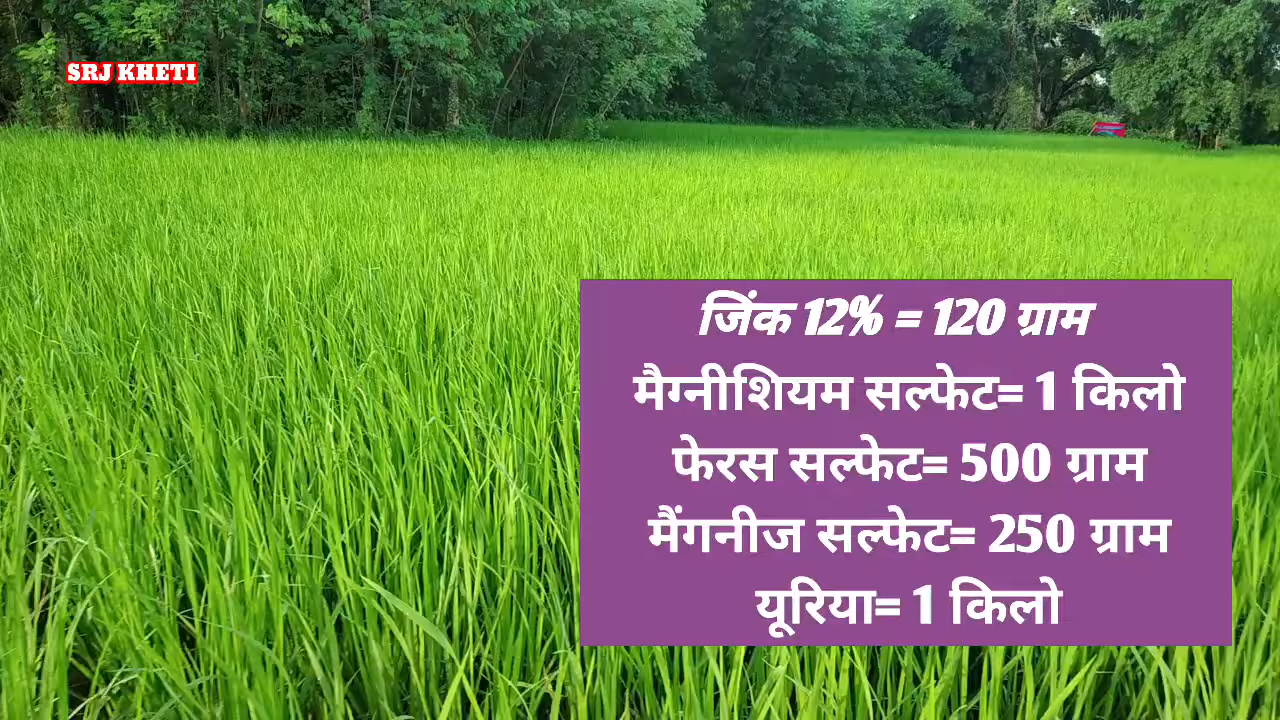 SRJ KHETI
जिंक 12% = 120 ग्राम
मैग्नीशियम सल्फेट= 1 किलो
फेरस सल्फेट= 500 ग्राम
मैंगनीज सल्फेट= 250 ग्राम
यूरिया= 1 किलो